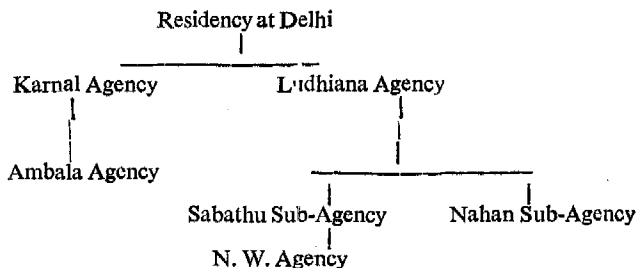 Residency at Delhi
Karnal Agency Ludhiana Agency
Ambala Agency
Sabathu Sub-Agency Nahan Sub-Agency
N. W. Agency